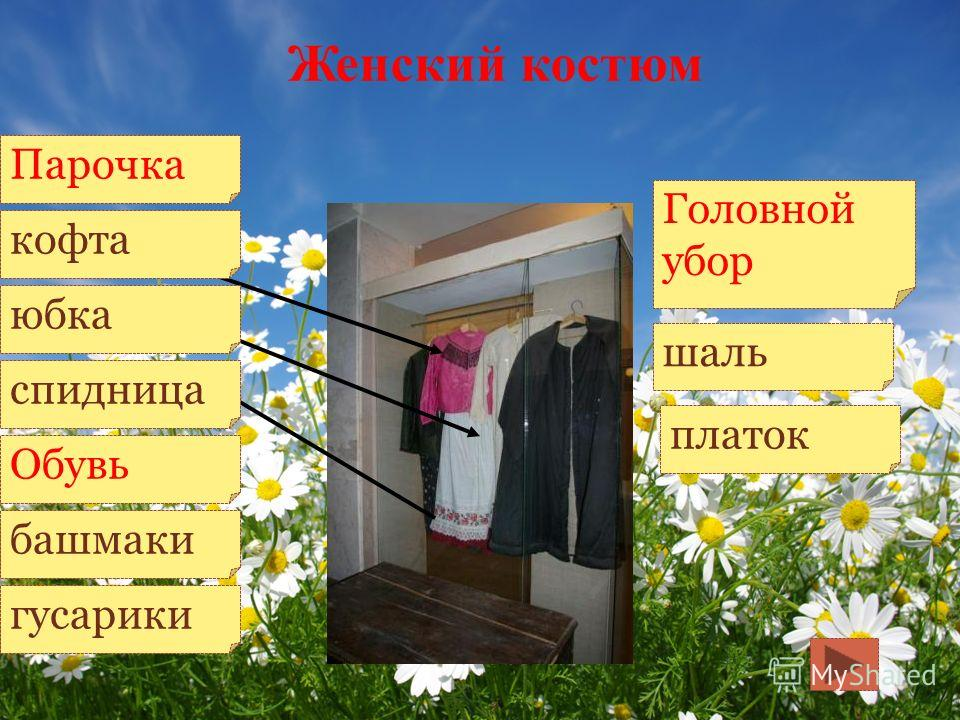 Женский костюм
Парочка
кофта
юбка
спидница
Обувь
башмаки
гусарики
Головной
убор
шаль
платок
MyShared